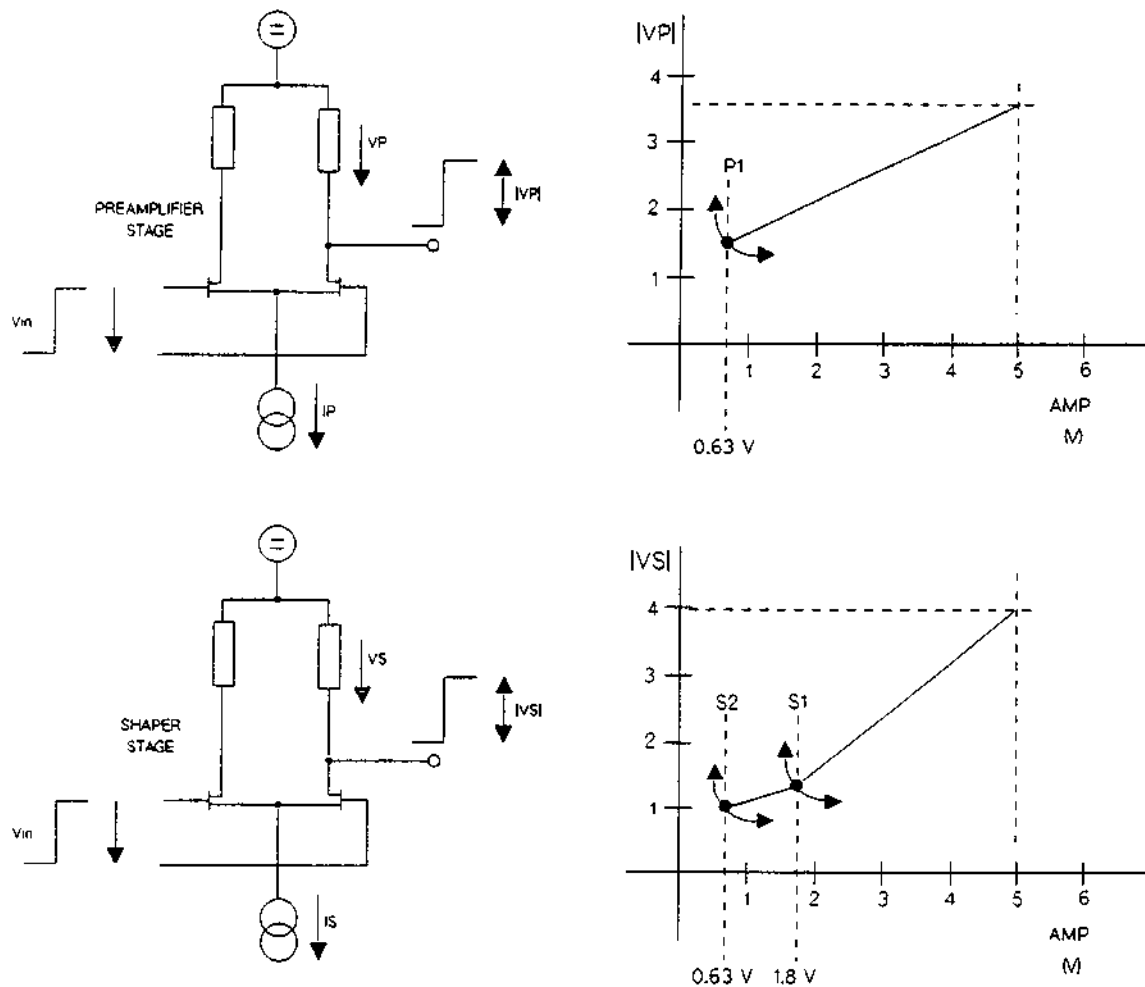 VP
|VP|
PREAMPLIFIER
STAGE
Vin
IP
|VP|
4
3
2
1
P1
1 2 3 4 5 6
AMP
(V)
0.63 V
VS
|VS|
SHAPER
STAGE
Vin
IS
|VS|
4
3
2
1
S2 S1
1 2 3 4 5 6
AMP
(V)
0.63 V 1.8 V